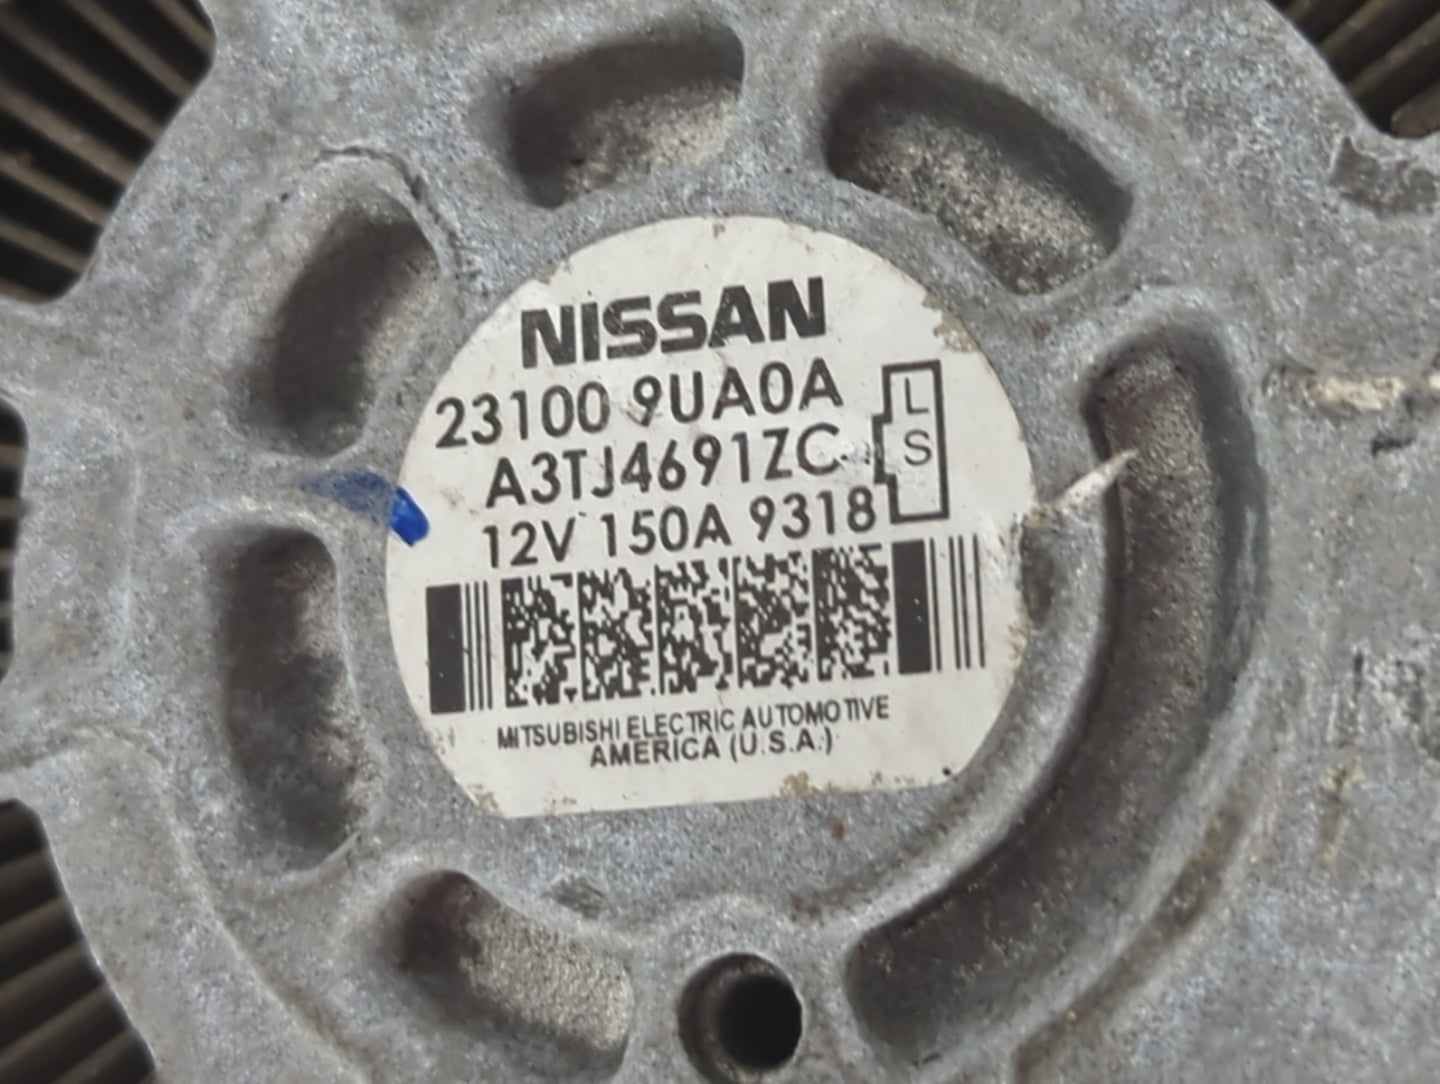 NISSAN
23100 9UA0A
A3TJ4691ZC
12V 150A 9318
L
S
MITSUBISHI ELECTRIC AUTOMOTIVE
AMERICA (U.S.A.)